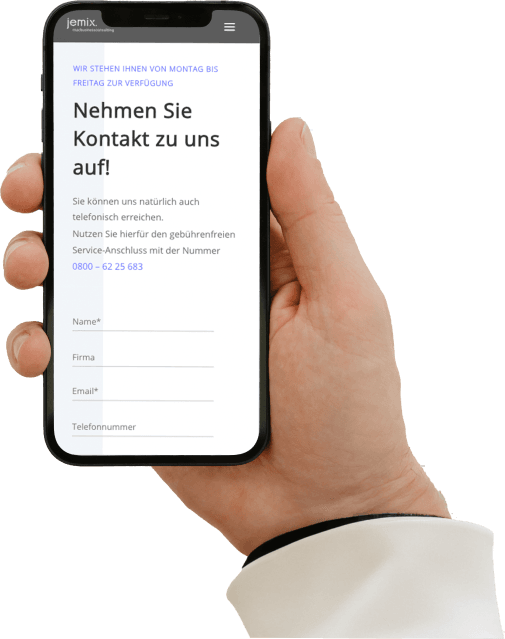 jemix.
WIR STEHEN IHNEN VON MONTAG BIS
FREITAG ZUR VERFÜGUNG
Nehmen Sie
Kontakt zu uns
auf!
Sie können uns natürlich auch
telefonisch erreichen.
Nutzen Sie hierfür den gebührenfreien
Service-Anschluss mit der Nummer
0800 – 62 25 683
Name*
Firma
Email*
Telefonnummer